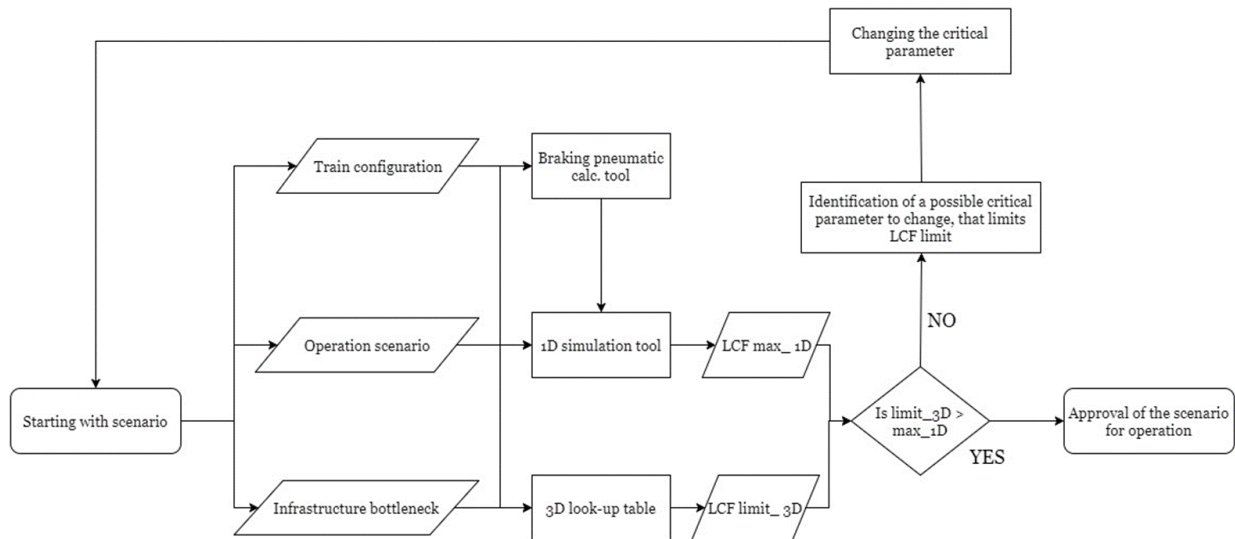 Changing the critical
parameter
Train configuration
Braking pneumatic
calc. tool
Identification of a possible critical
parameter to change, that limits
LCF limit
NO
Operation scenario
1D simulation tool
LCF max_ 1D
Starting with scenario
Is limit_3D >
max_1D
YES
Approval of the scenario
for operation
Infrastructure bottleneck
3D look-up table
LCF limit_ 3D